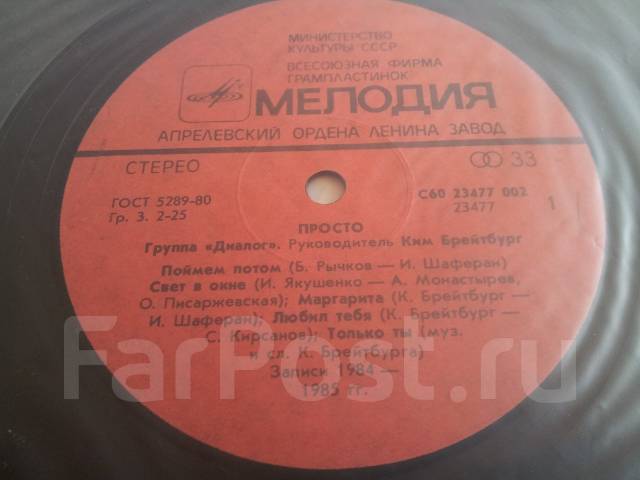 МИНИСТЕРСТВО
КУЛЬТУРЫ СССР
ВСЕСОЮЗНАЯ ФИРМА
ГРАМПЛАСТИНОК
МЕЛОДИЯ
АПРЕЛЕВСКИЙ ОРДЕНА ЛЕНИНА ЗАВОД
СТЕРЕО
33
ГОСТ 5289-80
Гр. 3. 2-25
С60 23477 002
23477
1
ПРОСТО
Группа «Диалог». Руководитель Ким Брейтбург
Поймем потом (Б. Рычков — И. Шаферан)
Свет в окне (И. Якушенко — А. Монастырев,
О. Писаржевская); Маргарита (К. Брейтбург —
И. Шаферан); Любил тебя (К. Брейтбург —
С. Кирсанов); Только ты (муз.
и сл. К. Брейтбурга)
Записи 1984 —
1985 гг.
FarPost.ru